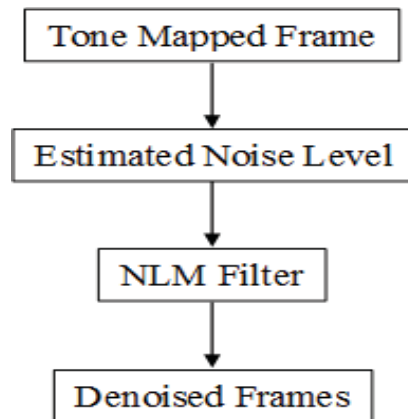 Tone Mapped Frame
Estimated Noise Level
NLM Filter
Denoised Frames